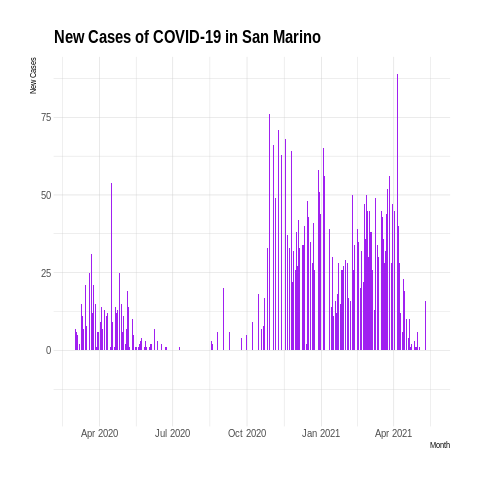 New Cases of COVID-19 in San Marino
New Cases
75
50
25
0
Apr 2020 Jul 2020 Oct 2020 Jan 2021 Apr 2021
Month